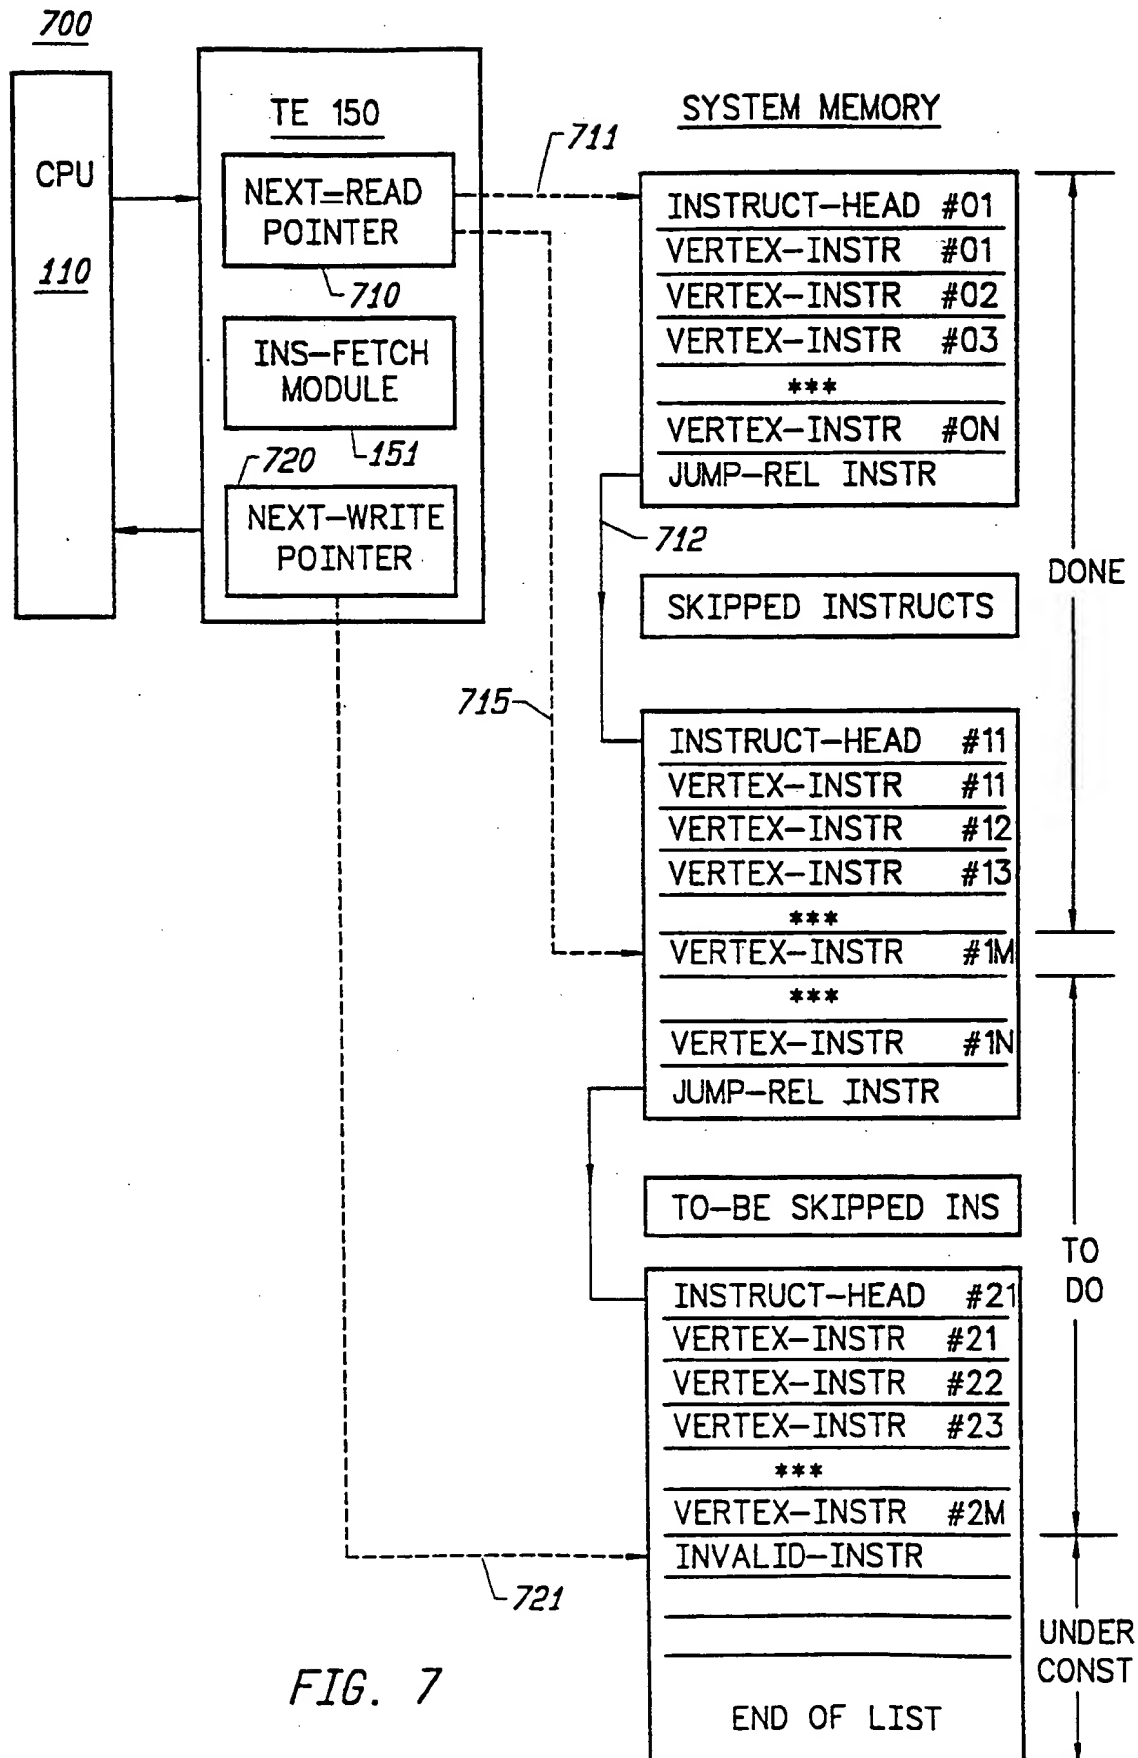 700
CPU
110
TE 150
NEXT=READ
POINTER
710
INS-FETCH
MODULE
151
720
NEXT-WRITE
POINTER
711
715
721
SYSTEM MEMORY
INSTRUCT-HEAD #01
VERTEX-INSTR #01
VERTEX-INSTR #02
VERTEX-INSTR #03
***
VERTEX-INSTR #0N
JUMP-REL INSTR
712
SKIPPED INSTRUCTS
INSTRUCT-HEAD #11
VERTEX-INSTR #11
VERTEX-INSTR #12
VERTEX-INSTR #13
***
VERTEX-INSTR #1M
***
VERTEX-INSTR #1N
JUMP-REL INSTR
TO-BE SKIPPED INS
INSTRUCT-HEAD #21
VERTEX-INSTR #21
VERTEX-INSTR #22
VERTEX-INSTR #23
***
VERTEX-INSTR #2M
INVALID-INSTR
END OF LIST
DONE
TO
DO
UNDER
CONST
FIG. 7